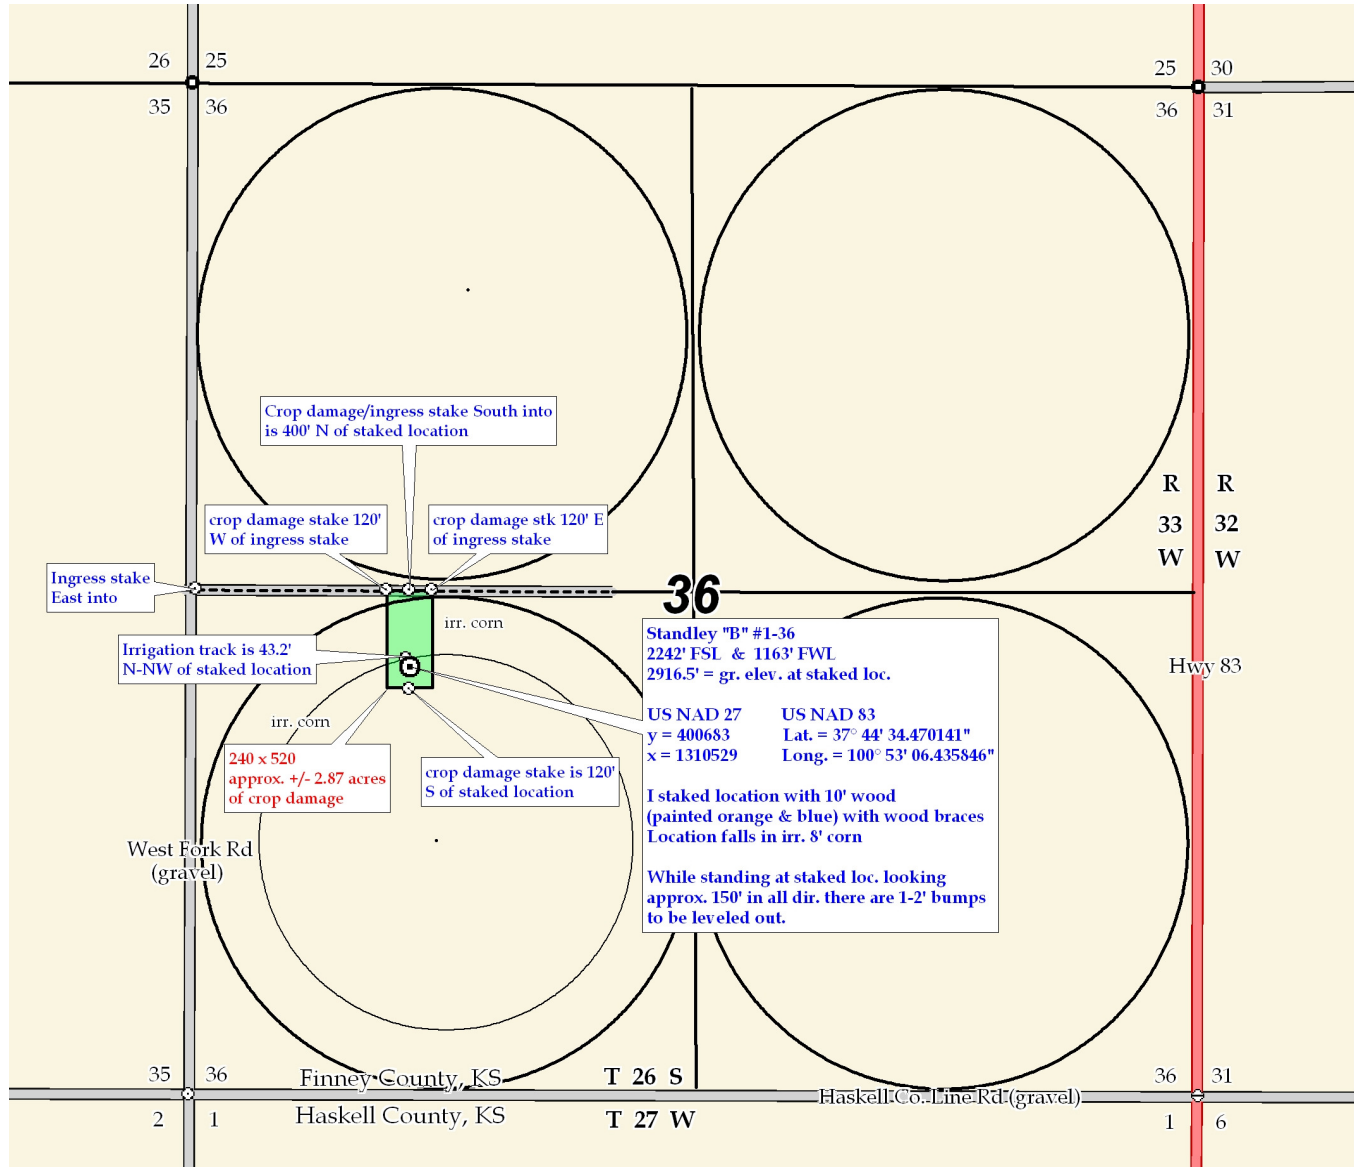 26 25
25 30
35 36
36 31
Crop damage/ingress stake South into
is 400' N of staked location
R R
33 32
W W
crop damage stake 120'
W of ingress stake
crop damage stk 120' E
of ingress stake
Ingress stake
East into
36
irr. corn
Irrigation track is 43.2'
N-NW of staked location
Standley "B" #1-36
2242' FSL & 1163' FWL
2916.5' = gr. elev. at staked loc.
US NAD 27 US NAD 83
y = 400683 Lat. = 37° 44' 34.470141"
x = 1310529 Long. = 100° 53' 06.435846"
I staked location with 10' wood
(painted orange & blue) with wood braces
Location falls in irr. 8' corn
While standing at staked loc. looking
approx. 150' in all dir. there are 1-2' bumps
to be leveled out.
Hwy 83
irr. corn
240 x 520
approx. +/- 2.87 acres
of crop damage
crop damage stake is 120'
S of staked location
West Fork Rd
(gravel)
35 36
Finney County, KS
T 26 S
36 31
Haskell Co. Line Rd (gravel)
2 1
Haskell County, KS
T 27 W
1 6